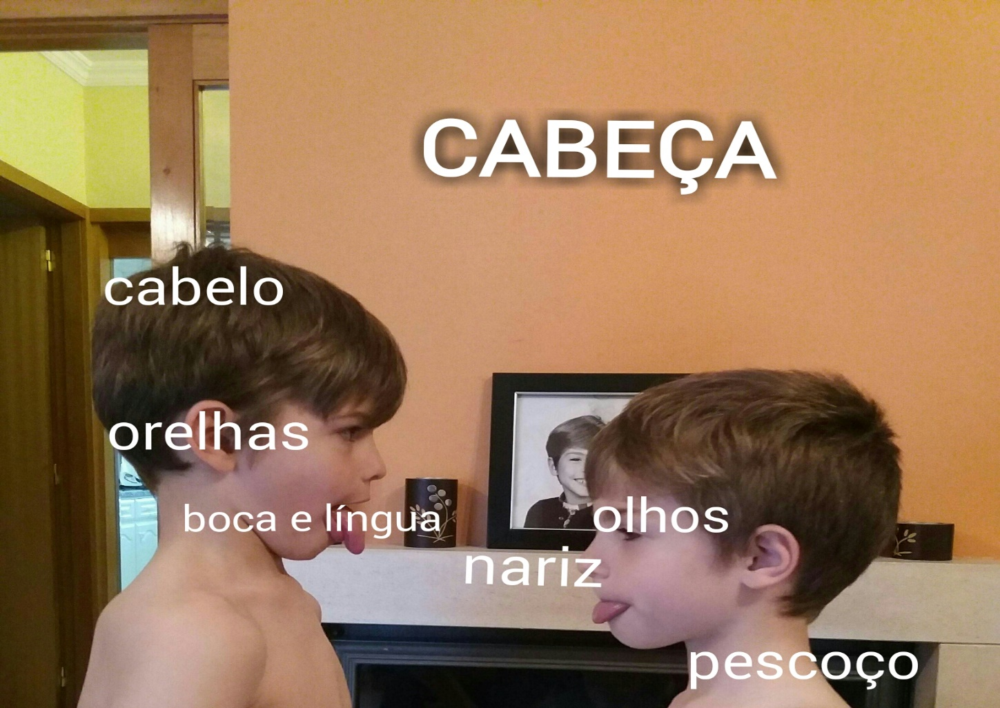 CABEÇA
cabelo
orelhas
boca e língua
olhos
nariz
pescoço